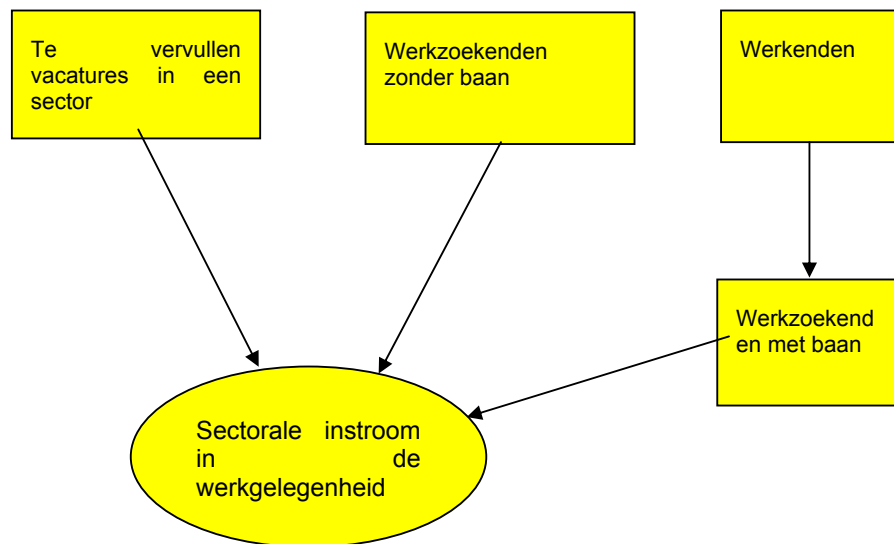 Te vervullen
vacatures in een
sector
Werkzoekenden
zonder baan
Werkenden
Werkzoekend
en met baan
Sectorale instroom
in de
werkgelegenheid